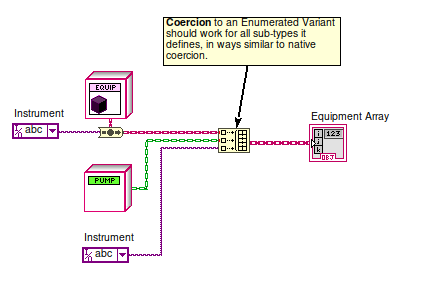 Coercion to an Enumerated Variant
should work for all sub-types it
defines, in ways similar to native
coercion.
EQUIP
Instrument
abc
Equipment Array
123
OBJ
PUMP
Instrument
abc